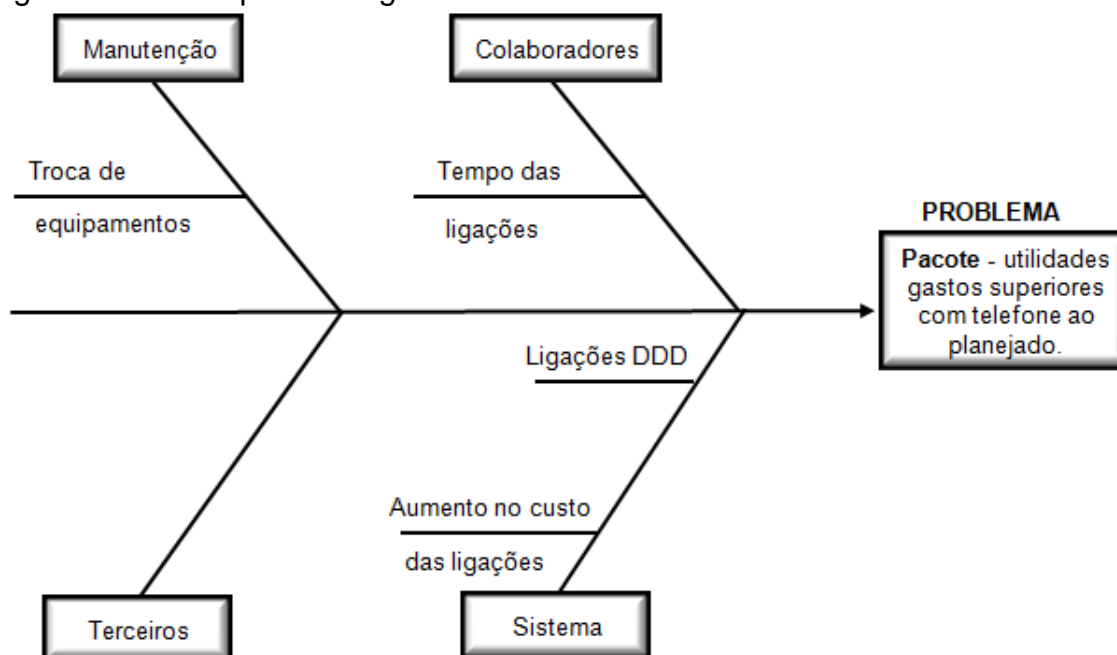 Manutenção
Colaboradores
Troca de
equipamentos
Tempo das
ligações
PROBLEMA
Pacote - utilidades
gastos superiores
com telefone ao
planejado.
Ligações DDD
Aumento no custo
das ligações
Terceiros
Sistema